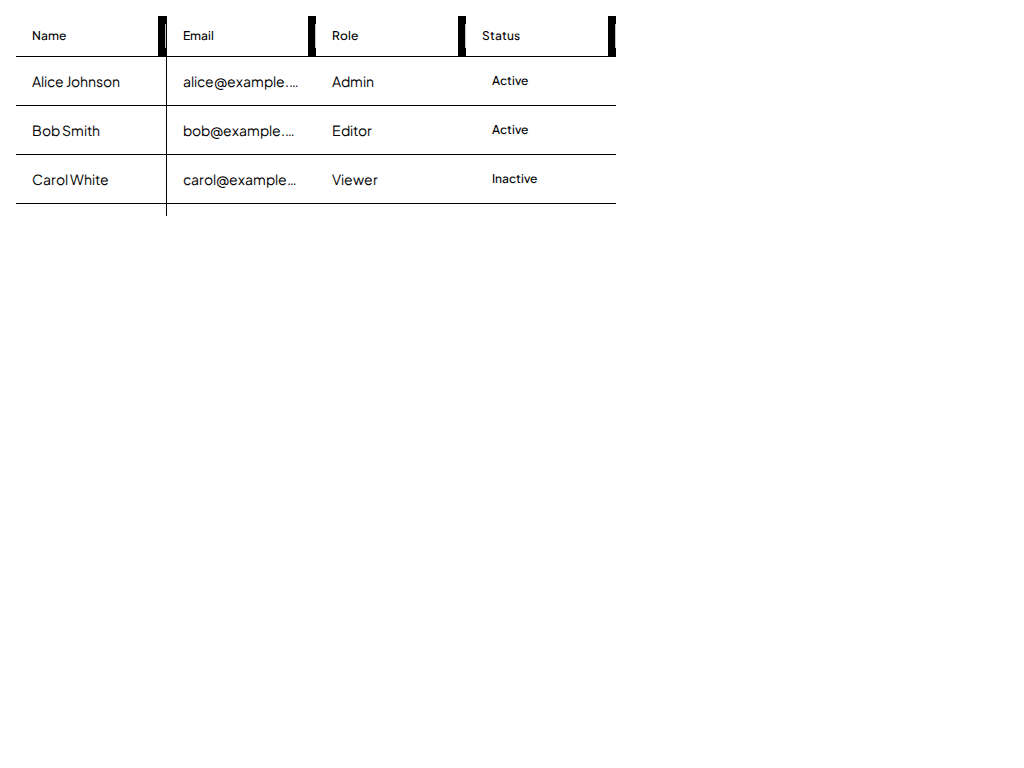 Name Email Role Status
Alice Johnson alice@example.... Admin Active
Bob Smith bob@example.... Editor Active
Carol White carol@example... Viewer Inactive